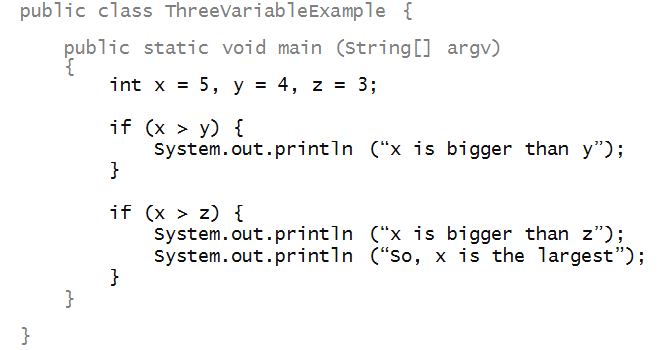 public class ThreeVariableExample {
public static void main (String[] argv)
{
int x = 5, y = 4, z = 3;
if (x > y) {
System.out.println (“x is bigger than y”);
}
if (x > z) {
System.out.println (“x is bigger than z”);
System.out.println (“So, x is the largest”);
}
}
}